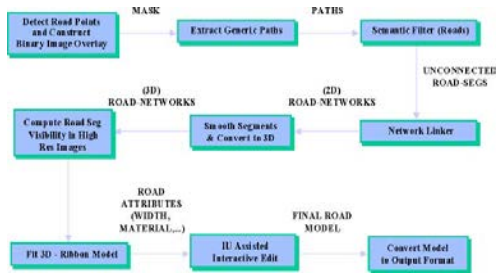 MASK
PATHS
Detect Road Points
and Construct
Binary Image Overlay
Extract Generic Paths
Semantic Filter (Roads)
UNCONNECTED
ROAD-SEGS
(3D)
ROAD-NETWORKS
(2D)
ROAD-NETWORKS
Compute Road Seg
Visibility in High
Res Images
Smooth Segments
& Convert to 3D
Network Linker
ROAD
ATTRIBUTES
(WIDTH,
MATERIAL,...)
FINAL ROAD
MODEL
Fit 3D - Ribbon Model
IU Assisted
Interactive Edit
Convert Model
to Output Format